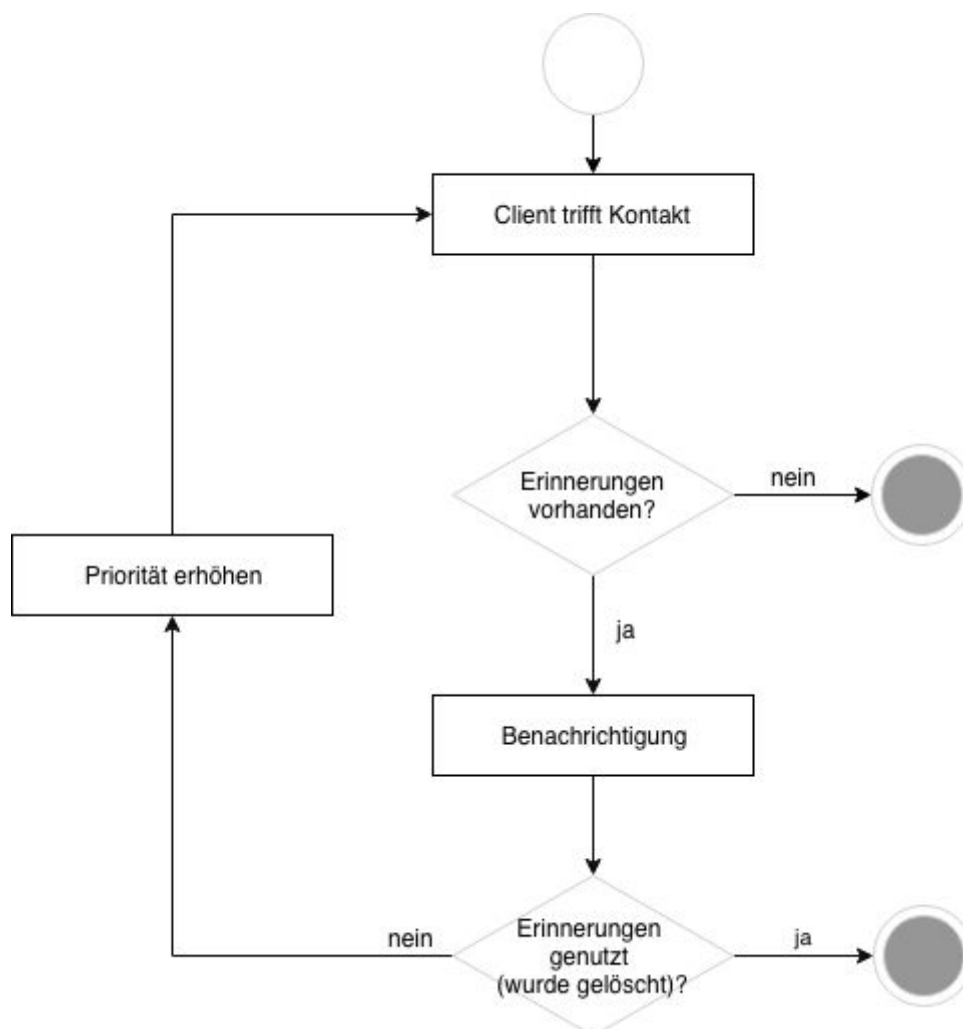 Client trifft Kontakt
Erinnerungen
vorhanden?
nein
Priorität erhöhen
ja
Benachrichtigung
nein
Erinnerungen
genutzt
(wurde gelöscht)?
ja